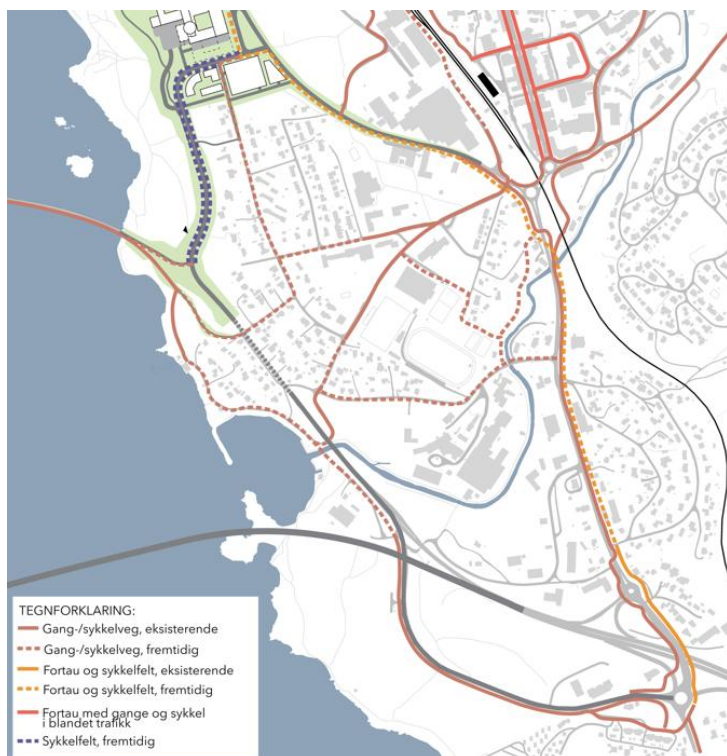 TEGNFORKLARING:
Gang-/sykkelveg, eksisterende
Gang-/sykkelveg, fremtidig
Fortau og sykkelfelt, eksisterende
Fortau og sykkelfelt, fremtidig
Fortau med gange og sykkel
i blandet trafikk
Sykkelfelt, fremtidig